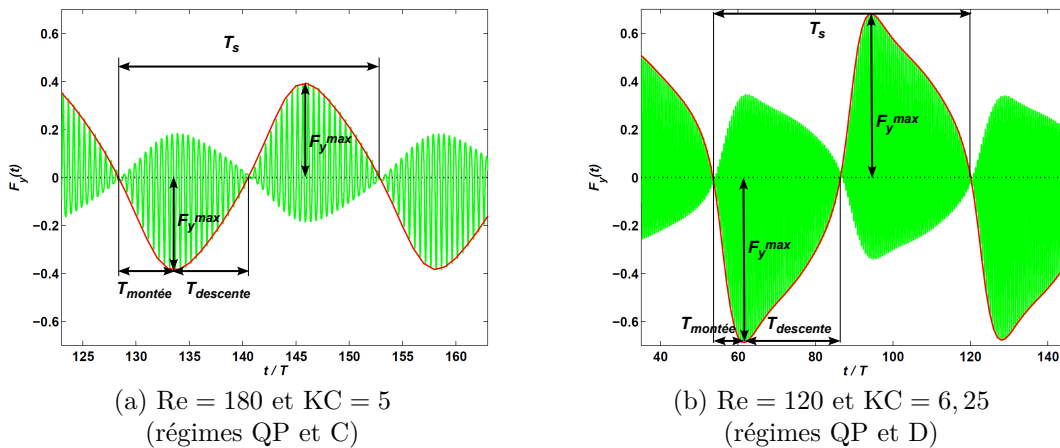 T_s
F_y^max
F_y^max
T_montée T_descente
F_y(t)
0.4
0.2
0
−0.2
−0.4
−0.6
125 130 135 140 145 150 155 160
t / T
(a) Re = 180 et KC = 5
(régimes QP et C)
T_s
F_y^max
F_y^max
T_montée T_descente
F_y(t)
0.6
0.4
0.2
0
−0.2
−0.4
−0.6
40 60 80 100 120 140
t / T
(b) Re = 120 et KC = 6, 25
(régimes QP et D)